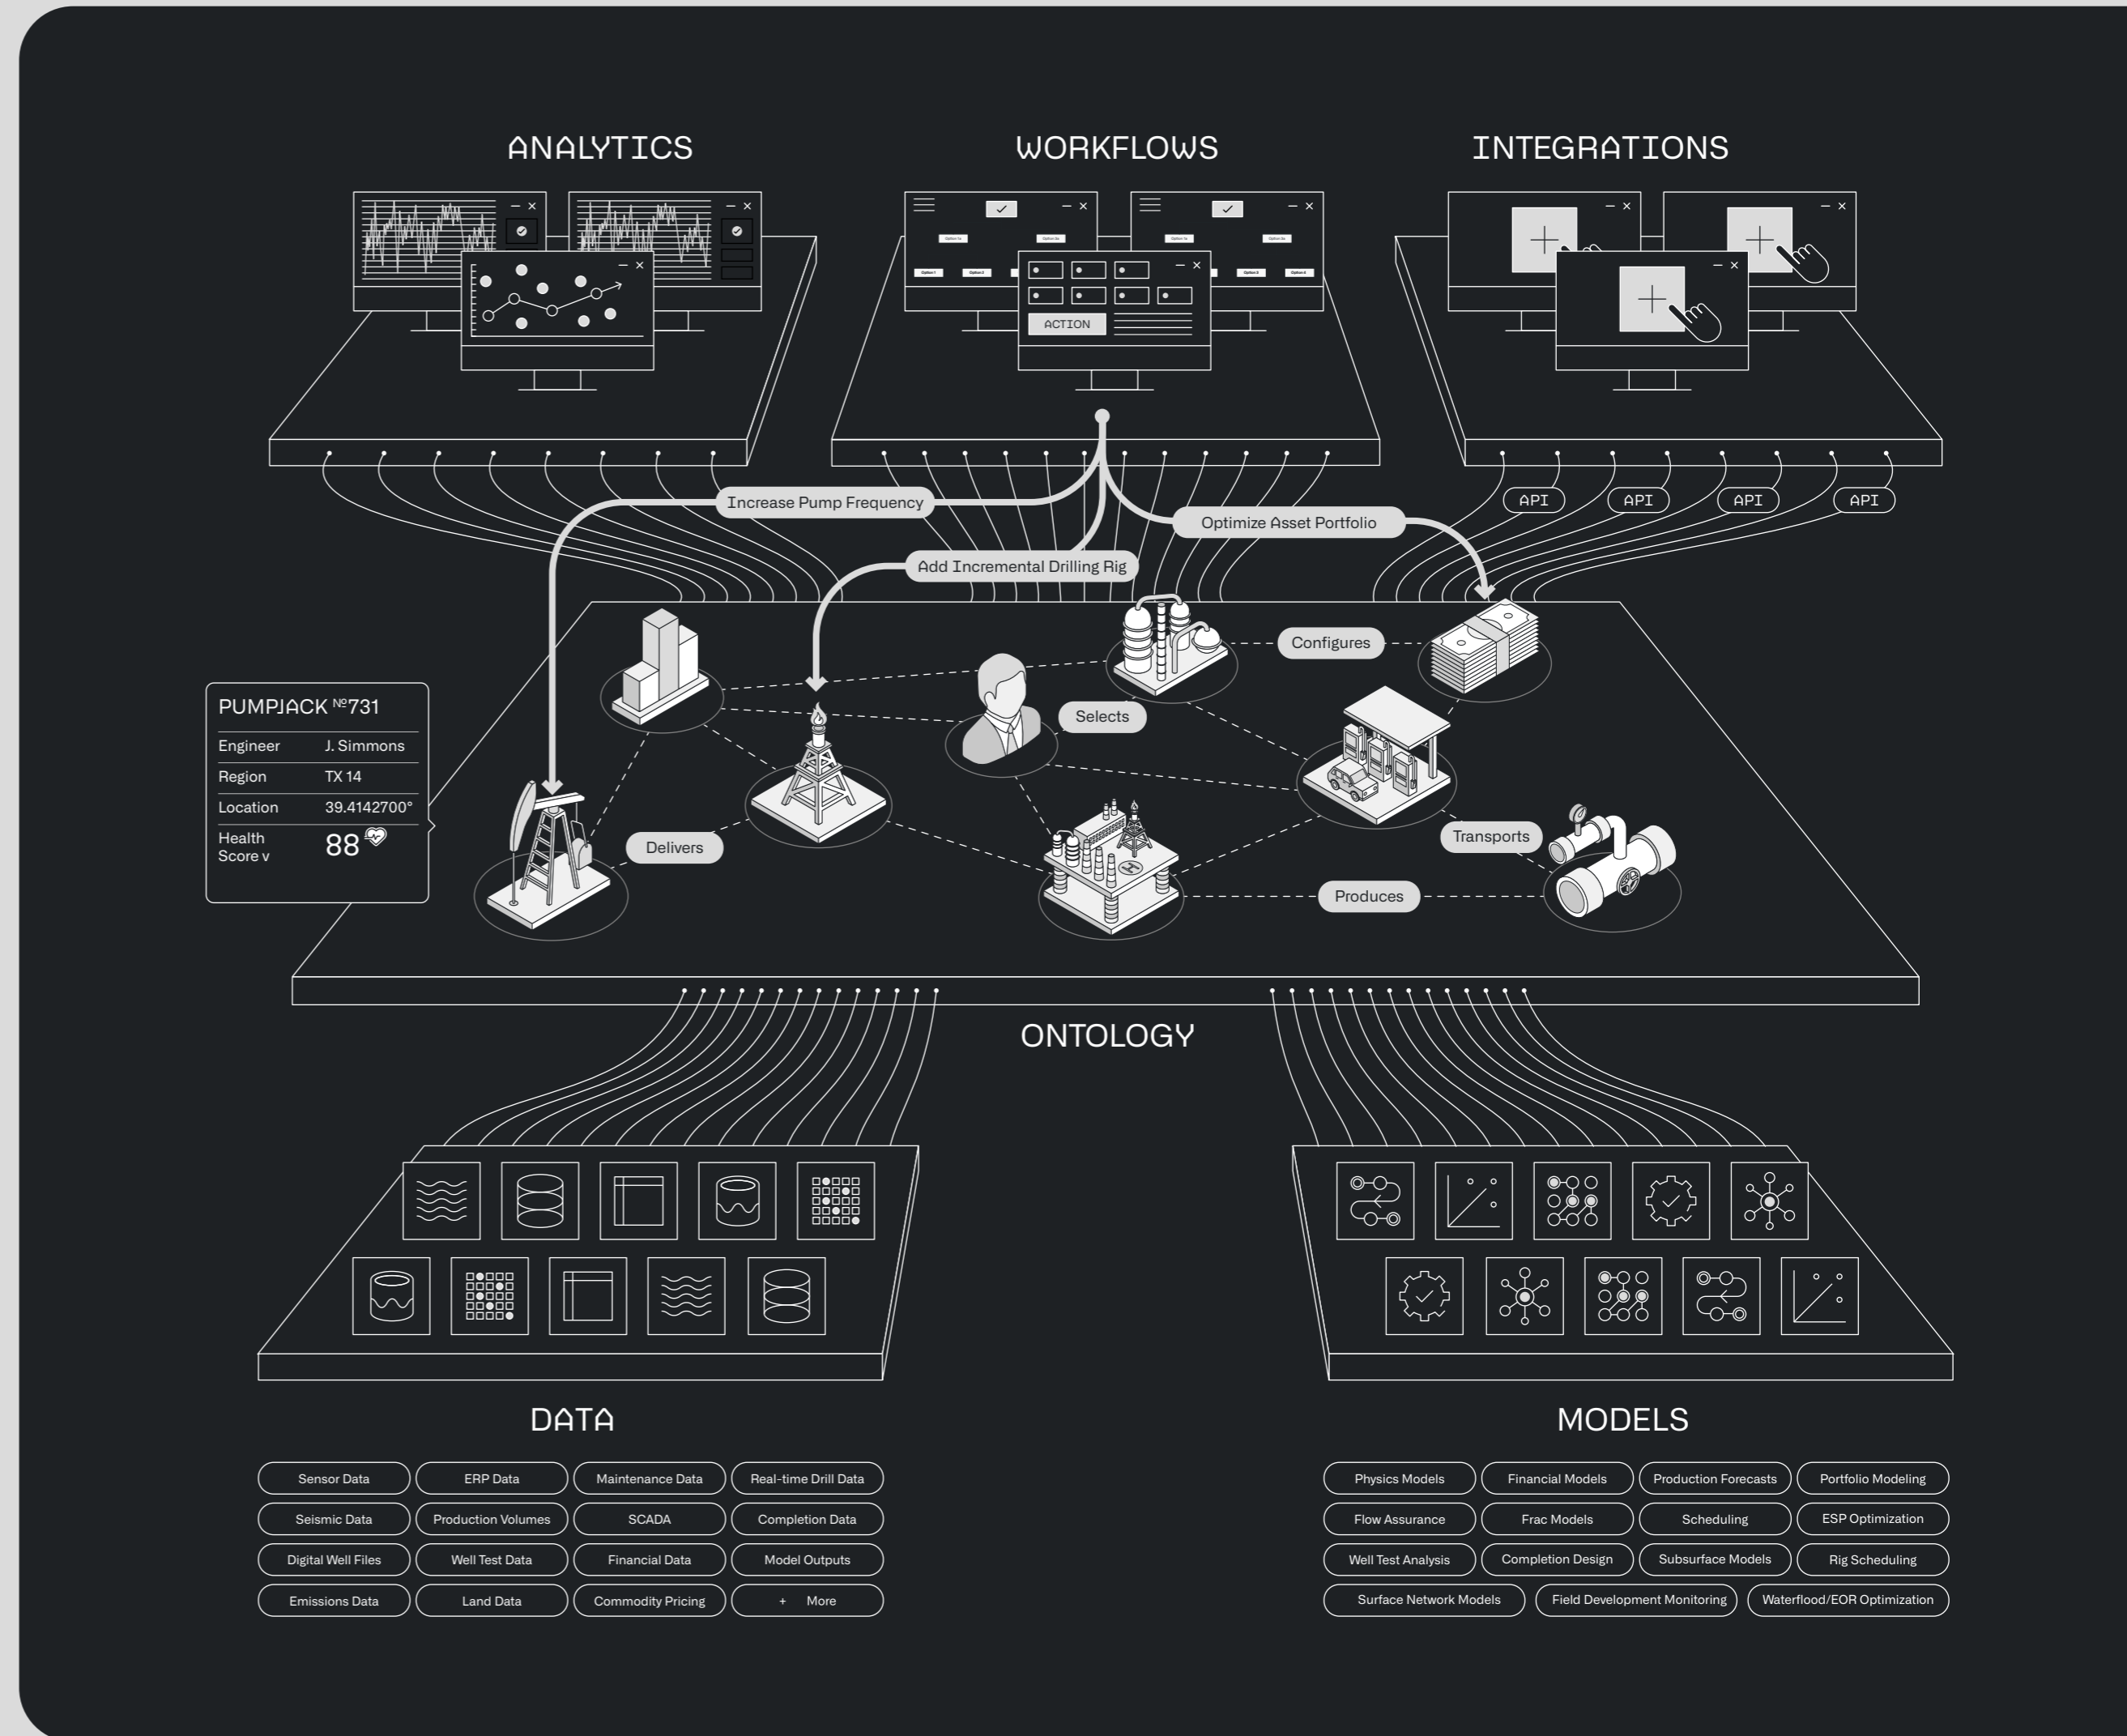 ANALYTICS
WORKFLOWS
INTEGRATIONS
ACTION
Increase Pump Frequency
Optimize Asset Portfolio
Add Incremental Drilling Rig
API
API
API
API
Configures
Selects
PUMPJACK №731
Engineer J. Simmons
Region TX 14
Location 39.4142700°
Health
Score v 88
Delivers
Transports
Produces
ONTOLOGY
DATA
Sensor Data
ERP Data
Maintenance Data
Real-time Drill Data
Seismic Data
Production Volumes
SCADA
Completion Data
Digital Well Files
Well Test Data
Financial Data
Model Outputs
Emissions Data
Land Data
Commodity Pricing
+ More
MODELS
Physics Models
Financial Models
Production Forecasts
Portfolio Modeling
Flow Assurance
Frac Models
Scheduling
ESP Optimization
Well Test Analysis
Completion Design
Subsurface Models
Rig Scheduling
Surface Network Models
Field Development Monitoring
Waterflood/EOR Optimization